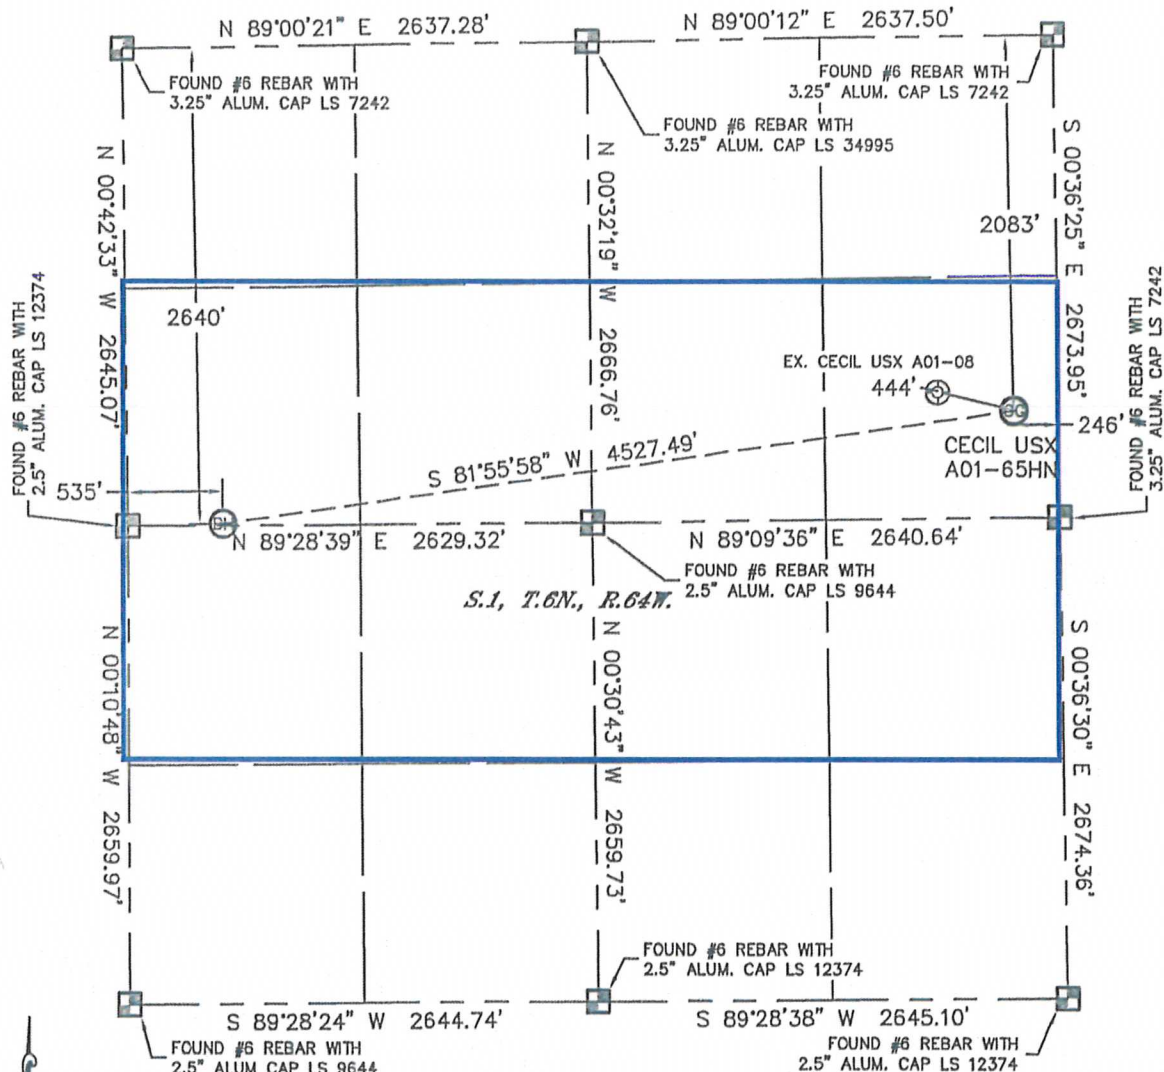 N 89°00'21" E 2637.28'
N 89°00'12" E 2637.50'
FOUND #6 REBAR WITH
3.25" ALUM. CAP LS 7242
FOUND #6 REBAR WITH
3.25" ALUM. CAP LS 34995
FOUND #6 REBAR WITH
3.25" ALUM. CAP LS 7242
N 00°42'33" W 2645.07'
N 00°32'19" W 2666.76'
S 00°36'25" E 2673.95'
2083'
2640'
FOUND #6 REBAR WITH
2.5" ALUM. CAP LS 12374
FOUND #6 REBAR WITH
3.25" ALUM. CAP LS 7242
EX. CECIL USX A01-08
444'
246'
CECIL USX
A01-65HN
S 81°55'58" W 4527.49'
535'
BH
N 89°28'39" E 2629.32'
N 89°09'36" E 2640.64'
FOUND #6 REBAR WITH
2.5" ALUM. CAP LS 9644
S.1, T.6N., R.64W.
N 00°10'48" W 2659.97'
N 00°30'43" W 2659.73'
S 00°36'30" E 2674.36'
FOUND #6 REBAR WITH
2.5" ALUM. CAP LS 12374
S 89°28'24" W 2644.74'
S 89°28'38" W 2645.10'
FOUND #6 REBAR WITH
2.5" ALUM. CAP LS 9644
FOUND #6 REBAR WITH
2.5" ALUM. CAP LS 12374